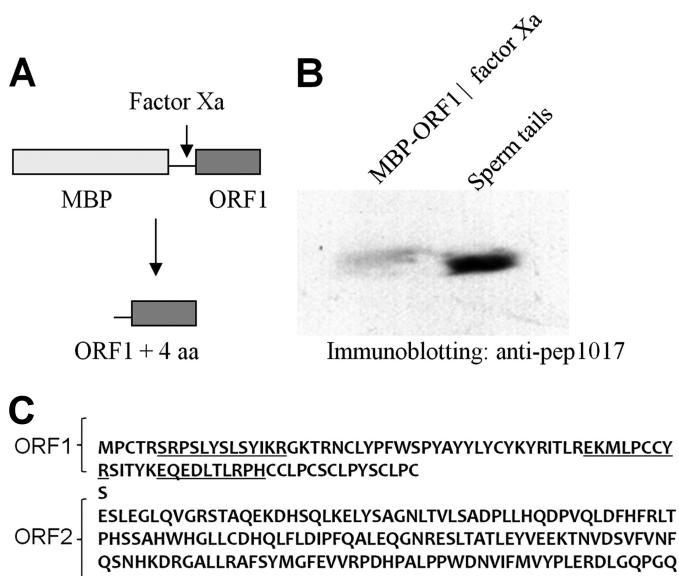 A
Factor Xa
MBP
ORF1
ORF1 + 4 aa
B
MBP-ORF1 | factor Xa
Sperm tails
Immunoblotting: anti-pep1017
C
ORF1
MPCTRSRPSLYSLSYIKRGKTRNCLYPFWSPYAYYLYCYKYRITLREKMLPCCY
RSITYKEQEDLTLRPHCCLPCSCLPYSCLPC
S
ORF2
ESLEGLQVGRSTAQEKDHSQLKELYSAGNLTVLSADPLLHQDPVQLDFHFRLT
PHSSAHWHGLLCDHQLFLDIPFQALEQGNRESLTATLEYVEEKTNVDSVFVNF
QSNHKDRGALLRAFSYMGFEVVRPDHPALPPWDNVIFMVYPLERDLGQPGQ